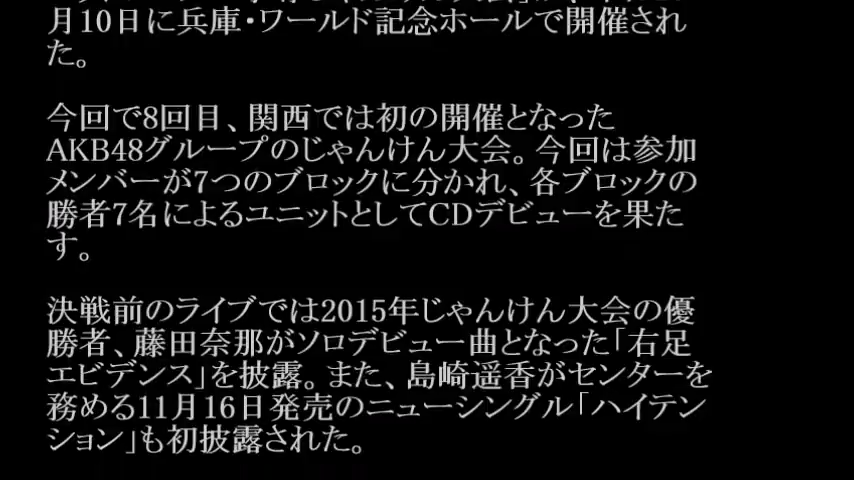 月10日に兵庫・ワールド記念ホールで開催され
た。
今回で8回目、関西では初の開催となった
AKB48グループのじゃんけん大会。今回は参加
メンバーが7つのブロックに分かれ、各ブロックの
勝者7名によるユニットとしてCDデビューを果た
す。
決戦前のライブでは2015年じゃんけん大会の優
勝者、藤田奈那がソロデビュー曲となった「右足
エビデンス」を披露。また、島崎遥香がセンターを
務める11月16日発売のニューシングル「ハイテン
ション」も初披露された。